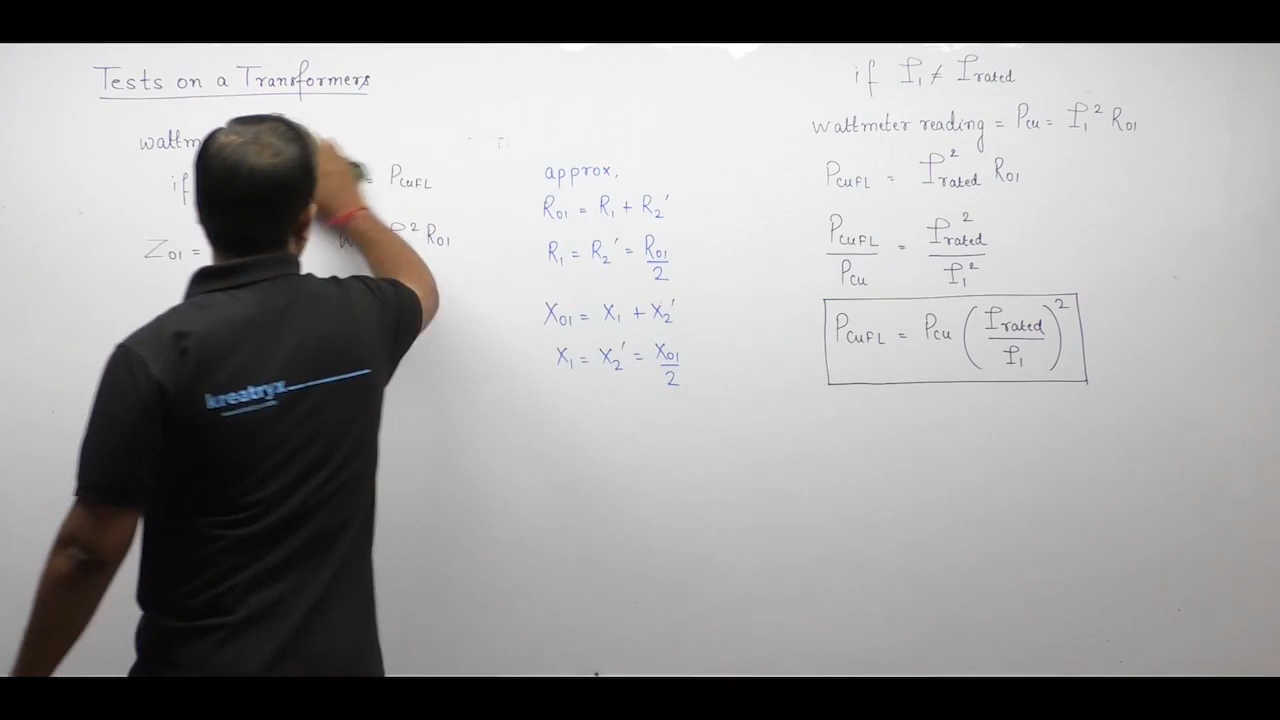 Tests on a Transformers
if = PCUFL
Z01 = I1² R01
kreatryx
approx,
R01 = R1 + R2'
R1 = R2' = R01/2
X01 = X1 + X2'
X1 = X2' = X01/2
if I1 ≠ Irated
wattmeter reading = Pcu = I1² R01
PCUFL = I²rated R01
PCUFL/PCU = I²rated/I1²
PCUFL = PCU (Irated/I1)²